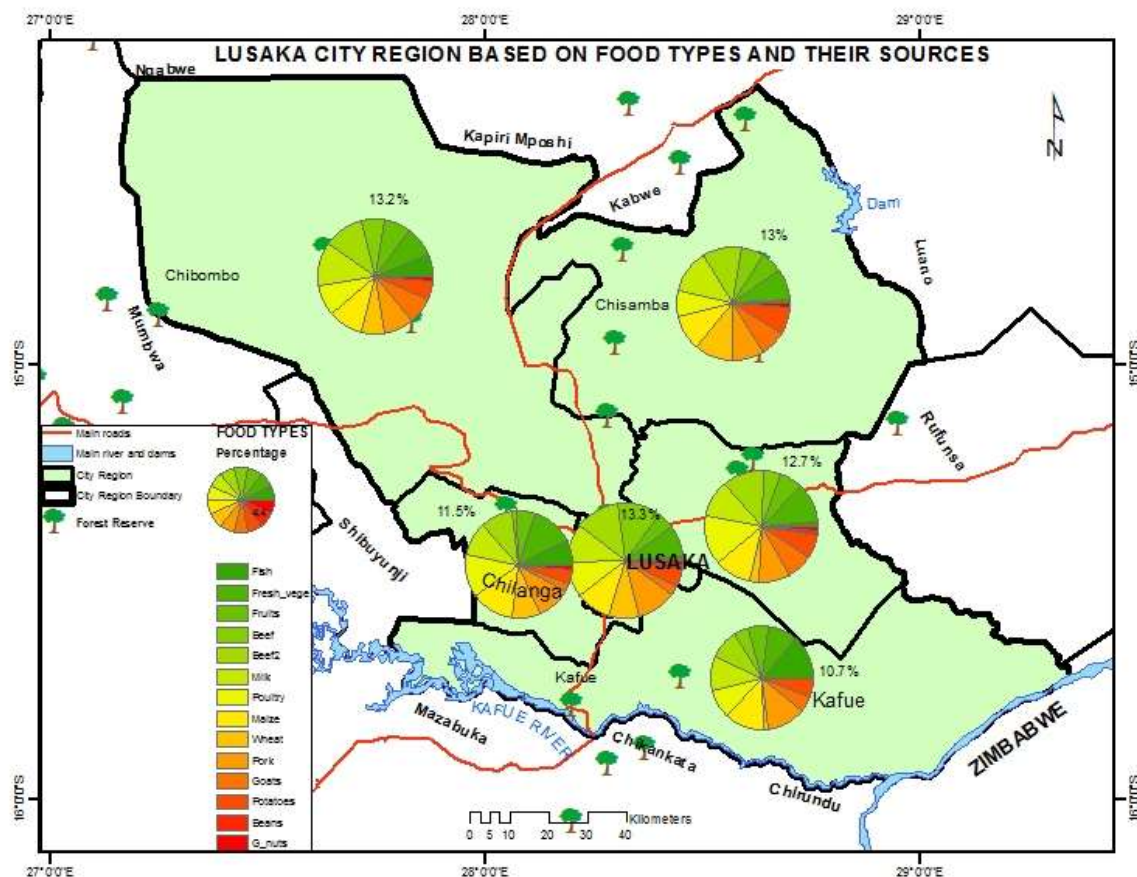 27°0'0"E 28°0'0"E 29°0'0"E
LUSAKA CITY REGION BASED ON FOOD TYPES AND THEIR SOURCES
Ngabwe
Kapiri Mposhi
Kabwe
Dam
13.2%
13%
Luano
Chibombo
Chisamba
Mumbwa
16°0'0"S 16°0'0"S
Rufunsa
Main roads
Main river and dams
City Region
City Region Boundary
Forest Reserve
FOOD TYPES
Percentage
4.4
Fish
Fresh_vege
Fruits
Beef
Beef2
Milk
Poultry
Maize
Wheat
Pork
Goats
Potatoes
Beans
G_nuts
12.7%
11.5%
13.3%
LUSAKA
Chilanga
Shibuyunji
10.7%
Kafue
Kafue
KAFUE RIVER
Mazabuka
Chikankata
Chirundu
ZIMBABWE
16°0'0"S 16°0'0"S
Kilometers
0 5 10 20 30 40
27°0'0"E 28°0'0"E 29°0'0"E